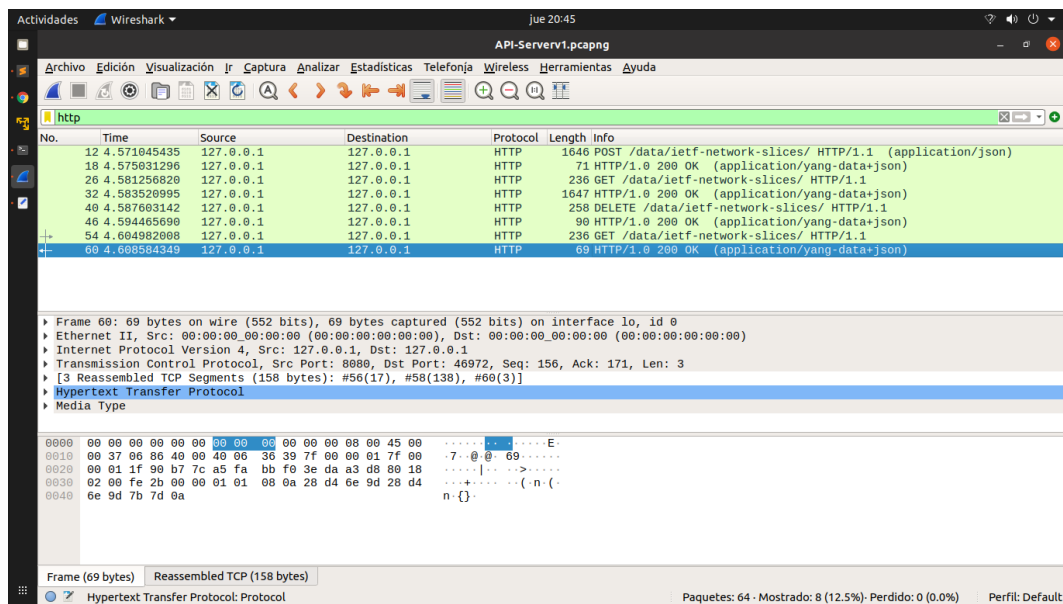 Actividades Wireshark jue 20:45
API-Serverv1.pcapng
Archivo Edición Visualización Ir Captura Analizar Estadísticas Telefonía Wireless Herramientas Ayuda
http
No. Time Source Destination Protocol Length Info
12 4.571045435 127.0.0.1 127.0.0.1 HTTP 1646 POST /data/ietf-network-slices/ HTTP/1.1 (application/json)
18 4.575031296 127.0.0.1 127.0.0.1 HTTP 71 HTTP/1.0 200 OK (application/yang-data+json)
26 4.581256820 127.0.0.1 127.0.0.1 HTTP 236 GET /data/ietf-network-slices/ HTTP/1.1
32 4.583520995 127.0.0.1 127.0.0.1 HTTP 1647 HTTP/1.0 200 OK (application/yang-data+json)
40 4.587603142 127.0.0.1 127.0.0.1 HTTP 258 DELETE /data/ietf-network-slices/ HTTP/1.1
46 4.594465690 127.0.0.1 127.0.0.1 HTTP 90 HTTP/1.0 200 OK (application/yang-data+json)
54 4.604982008 127.0.0.1 127.0.0.1 HTTP 236 GET /data/ietf-network-slices/ HTTP/1.1
60 4.608584349 127.0.0.1 127.0.0.1 HTTP 69 HTTP/1.0 200 OK (application/yang-data+json)
Frame 60: 69 bytes on wire (552 bits), 69 bytes captured (552 bits) on interface lo, id 0
Ethernet II, Src: 00:00:00_00:00:00 (00:00:00:00:00:00), Dst: 00:00:00_00:00:00 (00:00:00:00:00:00)
Internet Protocol Version 4, Src: 127.0.0.1, Dst: 127.0.0.1
Transmission Control Protocol, Src Port: 8080, Dst Port: 46972, Seq: 156, Ack: 171, Len: 3
[3 Reassembled TCP Segments (158 bytes): #56(17), #58(138), #60(3)]
Hypertext Transfer Protocol
Media Type
0000 00 00 00 00 00 00 00 00 00 00 00 00 08 00 45 00 ········ ······E·
0010 00 37 06 86 40 00 40 06 36 39 7f 00 00 01 7f 00 ·7··@·@· 69······
0020 00 01 1f 90 b7 7c a5 fa bb f0 3e da a3 d8 80 18 ·····|·· ··>·····
0030 02 00 fe 2b 00 00 01 01 08 0a 28 d4 6e 9d 28 d4 ···+···· ··(·n·(·
0040 6e 9d 7b 7d 0a n·{}·
Frame (69 bytes) Reassembled TCP (158 bytes)
Hypertext Transfer Protocol: Protocol Paquetes: 64 · Mostrado: 8 (12.5%)· Perdido: 0 (0.0%) Perfil: Default